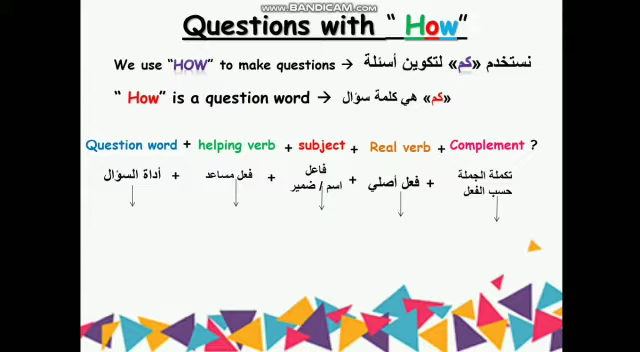 WWW.BANDICAM.COM
Questions with “ How”
We use “HOW” to make questions → نستخدم «كم» لتكوين أسئلة
“ How” is a question word → «كم» هي كلمة سؤال
Question word + helping verb + subject + Real verb + Complement ?
أداة السؤال + فعل مساعد + فاعل + فعل أصلي + تكملة الجملة
اسم / ضمير حسب الفعل